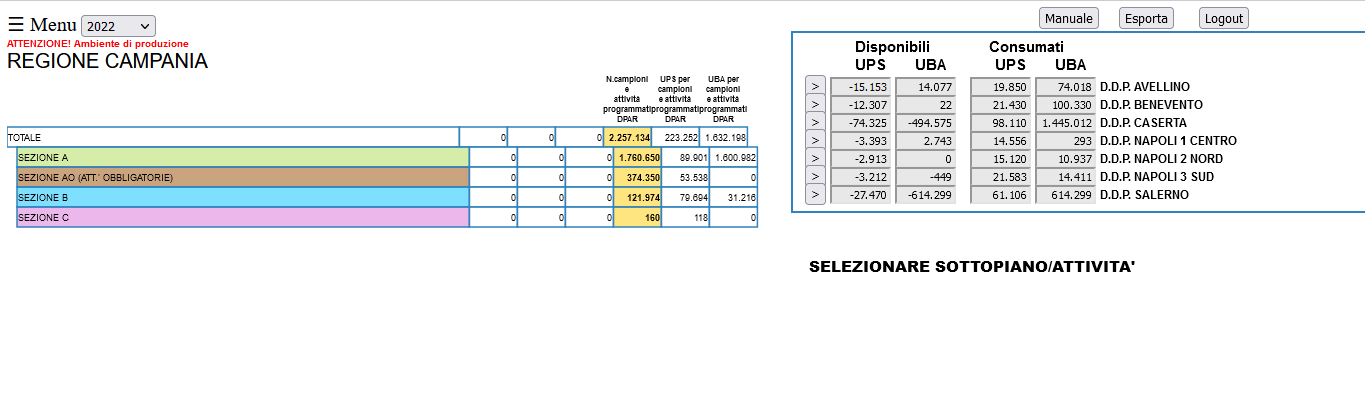 ☰ Menu 2022
Manuale Esporta Logout
ATTENZIONE! Ambiente di produzione
REGIONE CAMPANIA
N.campioni e attività programmati DPAR
UPS per campioni e attività programmati DPAR
UBA per campioni e attività programmati DPAR
TOTALE 0 0 0 2.257.134 223.252 1.632.198
SEZIONE A 0 0 0 1.760.650 89.901 1.600.982
SEZIONE AO (ATT.' OBBLIGATORIE) 0 0 0 374.350 53.538 0
SEZIONE B 0 0 0 121.974 79.694 31.216
SEZIONE C 0 0 0 160 118 0
Disponibili Consumati
UPS UBA UPS UBA
> -15.153 14.077 19.850 74.018 D.D.P. AVELLINO
> -12.307 22 21.430 100.330 D.D.P. BENEVENTO
> -74.325 -494.575 98.110 1.445.012 D.D.P. CASERTA
> -3.393 2.743 14.556 293 D.D.P. NAPOLI 1 CENTRO
> -2.913 0 15.120 10.937 D.D.P. NAPOLI 2 NORD
> -3.212 -449 21.583 14.411 D.D.P. NAPOLI 3 SUD
> -27.470 -614.299 61.106 614.299 D.D.P. SALERNO
SELEZIONARE SOTTOPIANO/ATTIVITA'